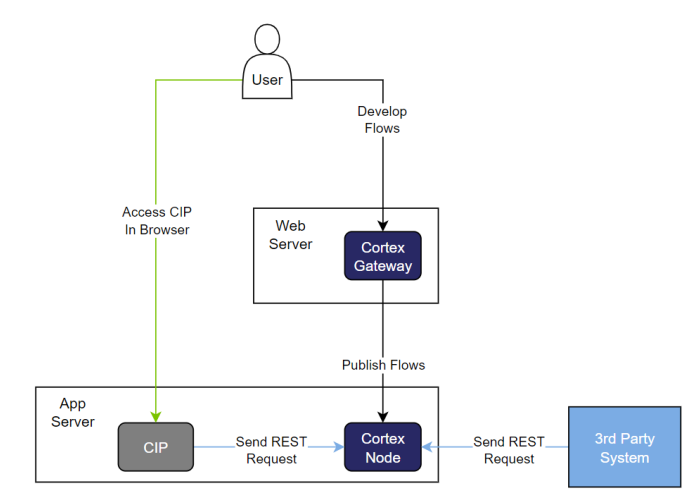 User
Develop
Flows
Access CIP
In Browser
Web
Server
Cortex
Gateway
Publish Flows
App
Server
CIP
Send REST
Request
Cortex
Node
Send REST
Request
3rd Party
System